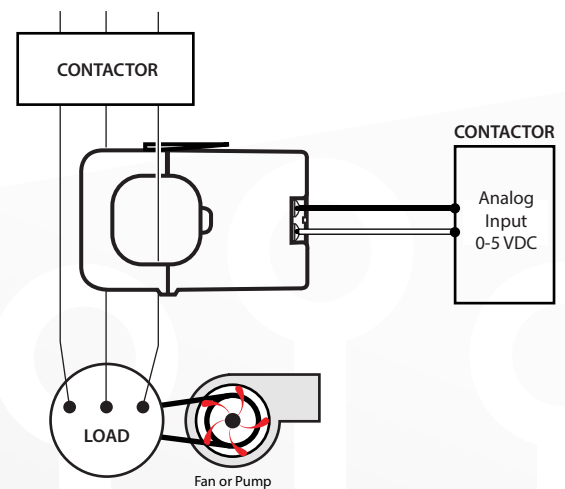 CONTACTOR
CONTACTOR
Analog
Input
0-5 VDC
LOAD
Fan or Pump